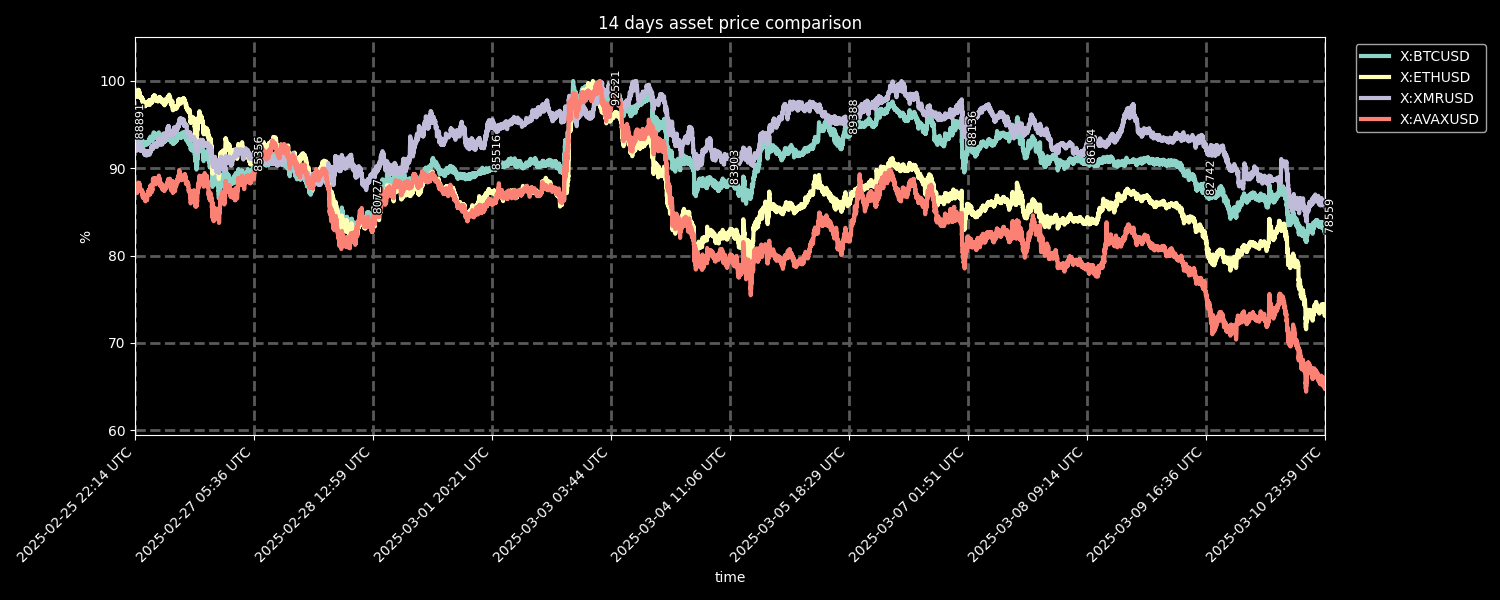 14 days asset price comparison
X:BTCUSD
X:ETHUSD
X:XMRUSD
X:AVAXUSD
100
90
80
70
60
%
88891
85356
80727
85516
92521
83903
89388
88136
86194
82742
78559
2025-02-25 22:14 UTC
2025-02-27 05:36 UTC
2025-02-28 12:59 UTC
2025-03-01 20:21 UTC
2025-03-03 03:44 UTC
2025-03-04 11:06 UTC
2025-03-05 18:29 UTC
2025-03-07 01:51 UTC
2025-03-08 09:14 UTC
2025-03-09 16:36 UTC
2025-03-10 23:59 UTC
time